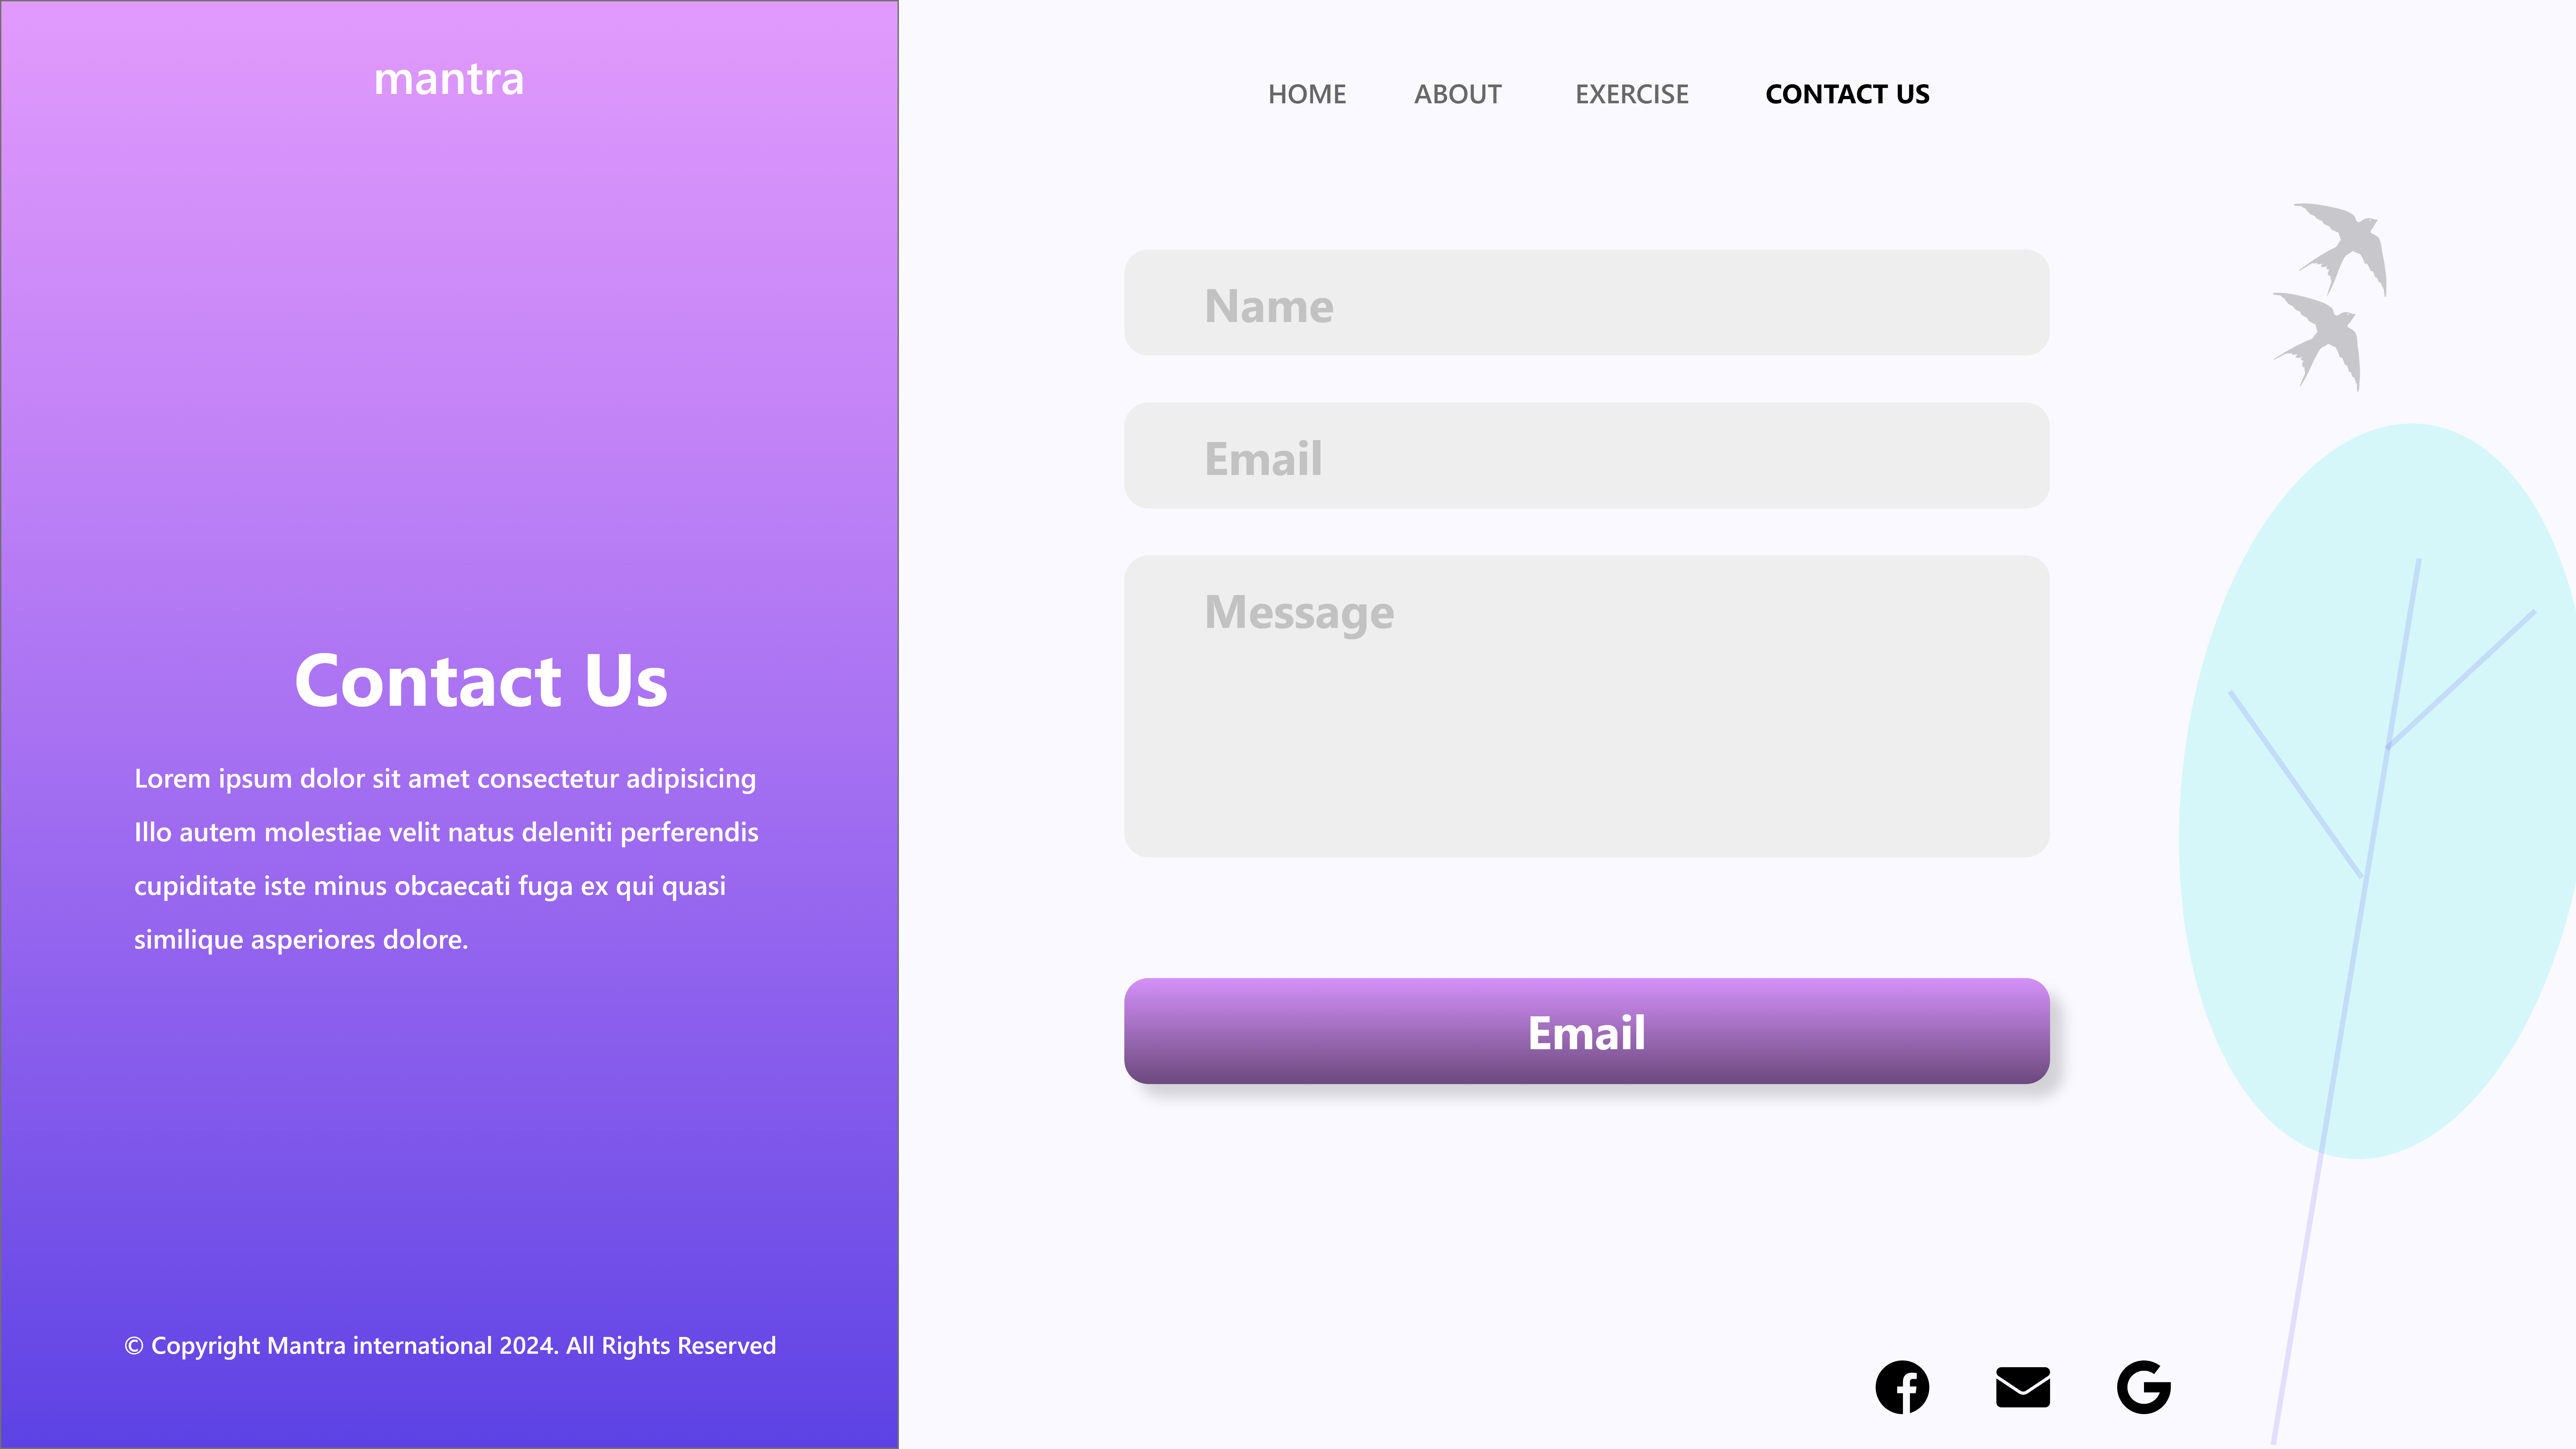 mantra
Contact Us
Lorem ipsum dolor sit amet consectetur adipisicing
Illo autem molestiae velit natus deleniti perferendis
cupiditate iste minus obcaecati fuga ex qui quasi
similique asperiores dolore.
© Copyright Mantra international 2024. All Rights Reserved
HOME ABOUT EXERCISE CONTACT US
Name
Email
Message
Email